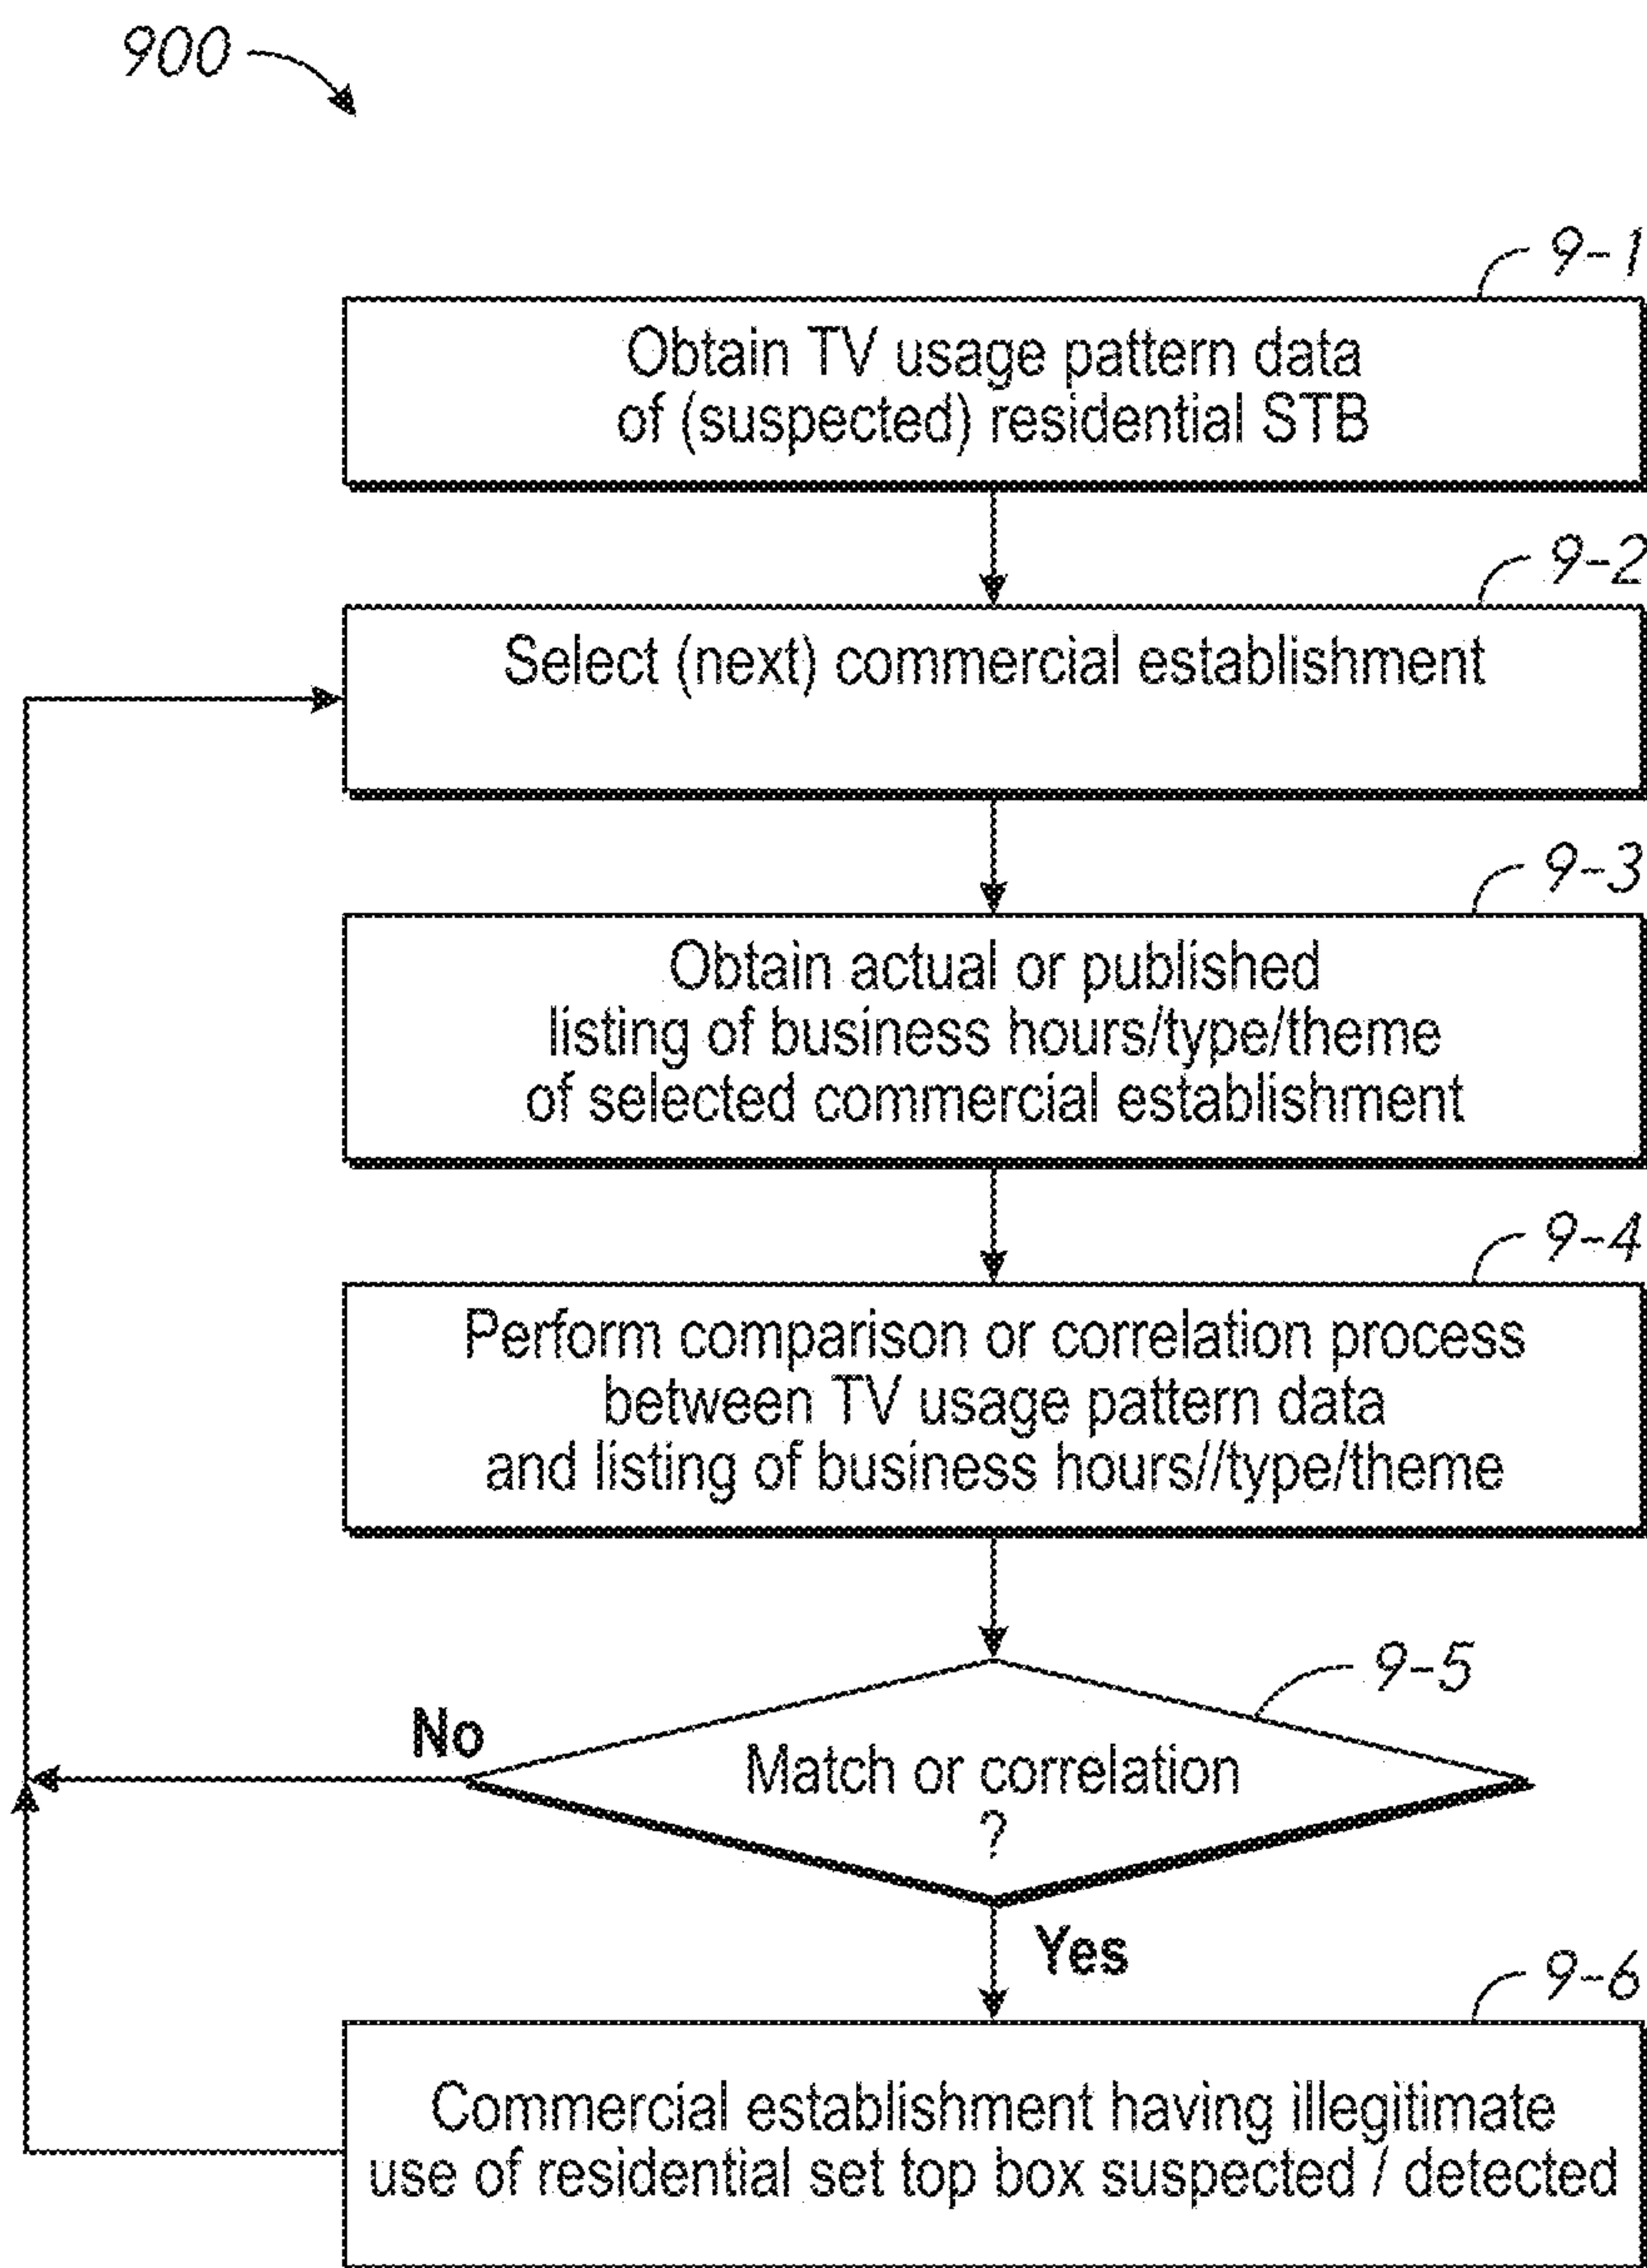 900
9-1
Obtain TV usage pattern data
of (suspected) residential STB
9-2
Select (next) commercial establishment
9-3
Obtain actual or published
listing of business hours/type/theme
of selected commercial establishment
9-4
Perform comparison or correlation process
between TV usage pattern data
and listing of business hours//type/theme
9-5
No
Match or correlation
?
Yes
9-6
Commercial establishment having illegitimate
use of residential set top box suspected / detected